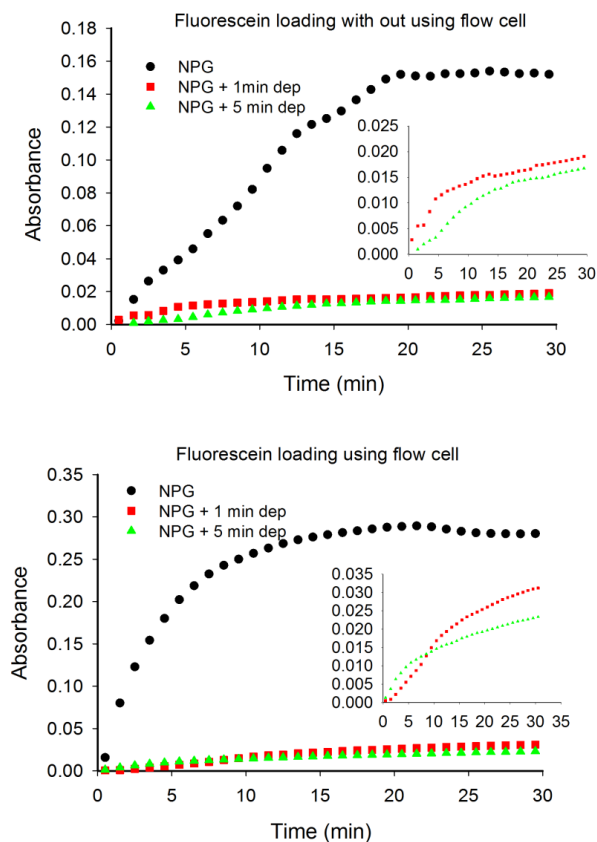 Fluorescein loading with out using flow cell
0.18
0.16
0.14
0.12
0.10
0.08
0.06
0.04
0.02
0.00
Absorbance
NPG
NPG + 1min dep
NPG + 5 min dep
0.025
0.020
0.015
0.010
0.005
0.000
0 5 10 15 20 25 30
0 5 10 15 20 25 30
Time (min)
Fluorescein loading using flow cell
0.35
0.30
0.25
0.20
0.15
0.10
0.05
0.00
Absorbance
NPG
NPG + 1 min dep
NPG + 5 min dep
0.035
0.030
0.025
0.020
0.015
0.010
0.005
0.000
0 5 10 15 20 25 30 35
0 5 10 15 20 25 30
Time (min)